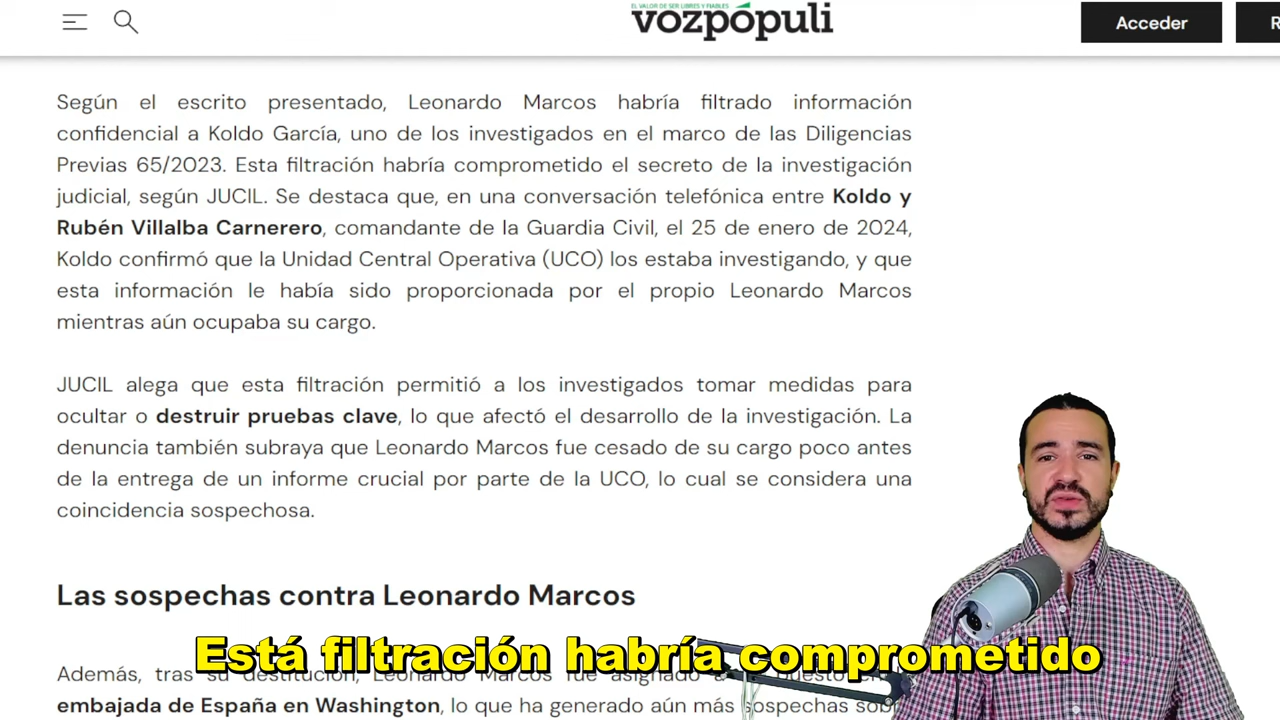 EL VALOR DE SER LIBRES Y FIABLES
vozpópuli
Acceder
R
Según el escrito presentado, Leonardo Marcos habría filtrado información
confidencial a Koldo García, uno de los investigados en el marco de las Diligencias
Previas 65/2023. Esta filtración habría comprometido el secreto de la investigación
judicial, según JUCIL. Se destaca que, en una conversación telefónica entre Koldo y
Rubén Villalba Carnerero, comandante de la Guardia Civil, el 25 de enero de 2024,
Koldo confirmó que la Unidad Central Operativa (UCO) los estaba investigando, y que
esta información le había sido proporcionada por el propio Leonardo Marcos
mientras aún ocupaba su cargo.
JUCIL alega que esta filtración permitió a los investigados tomar medidas para
ocultar o destruir pruebas clave, lo que afectó el desarrollo de la investigación. La
denuncia también subraya que Leonardo Marcos fue cesado de su cargo poco antes
de la entrega de un informe crucial por parte de la UCO, lo cual se considera una
coincidencia sospechosa.
Las sospechas contra Leonardo Marcos
Está filtración habría comprometido
Además, tras su destitución, Leonardo Marcos fue asignado a
embajada de España en Washington, lo que ha generado aún más sospechas